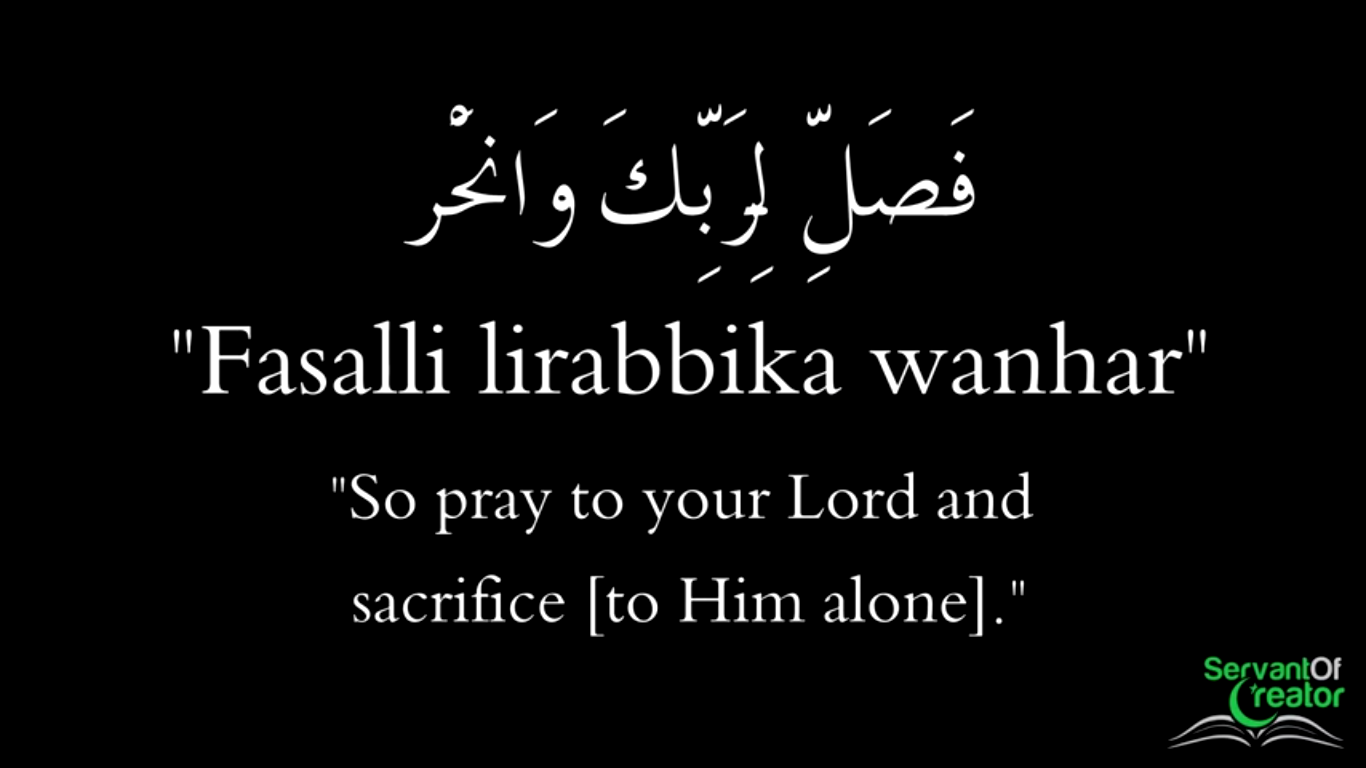 فَصَلِّ لِرَبِّكَ وَانْحَرْ
"Fasalli lirabbika wanhar"
"So pray to your Lord and
sacrifice [to Him alone]."
ServantOf
Creator